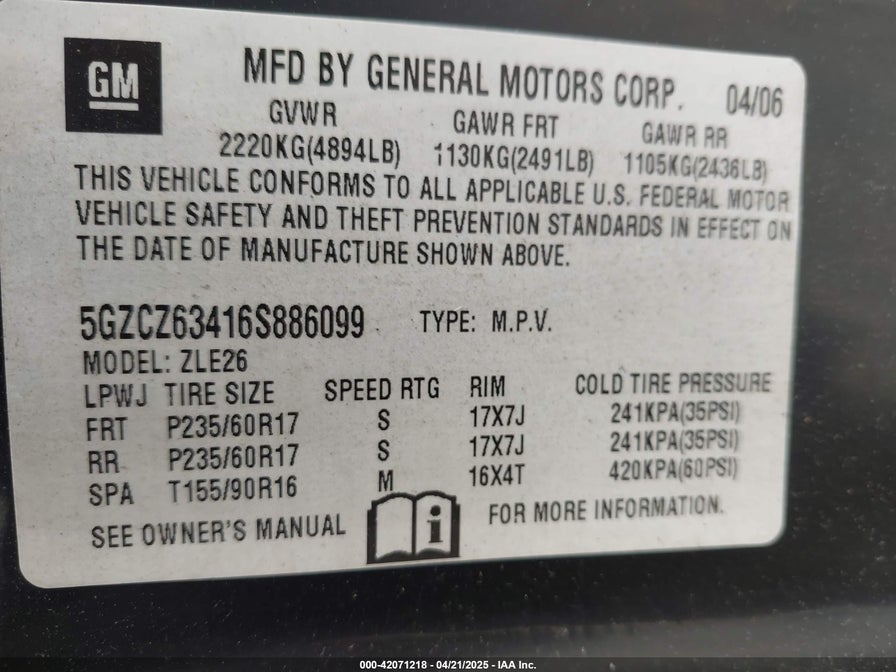 GM
MFD BY GENERAL MOTORS CORP. 04/06
GVWR GAWR FRT GAWR RR
2220KG(4894LB) 1130KG(2491LB) 1105KG(2436LB)
THIS VEHICLE CONFORMS TO ALL APPLICABLE U.S. FEDERAL MOTOR
VEHICLE SAFETY AND THEFT PREVENTION STANDARDS IN EFFECT ON
THE DATE OF MANUFACTURE SHOWN ABOVE.
5GZCZ63416S886099 TYPE: M.P.V.
MODEL: ZLE26
LPWJ TIRE SIZE SPEED RTG RIM COLD TIRE PRESSURE
FRT P235/60R17 S 17X7J 241KPA(35PSI)
RR P235/60R17 S 17X7J 241KPA(35PSI)
SPA T155/90R16 M 16X4T 420KPA(60PSI)
SEE OWNER'S MANUAL i FOR MORE INFORMATION.
000-42071218 - 04/21/2025 - IAA Inc.